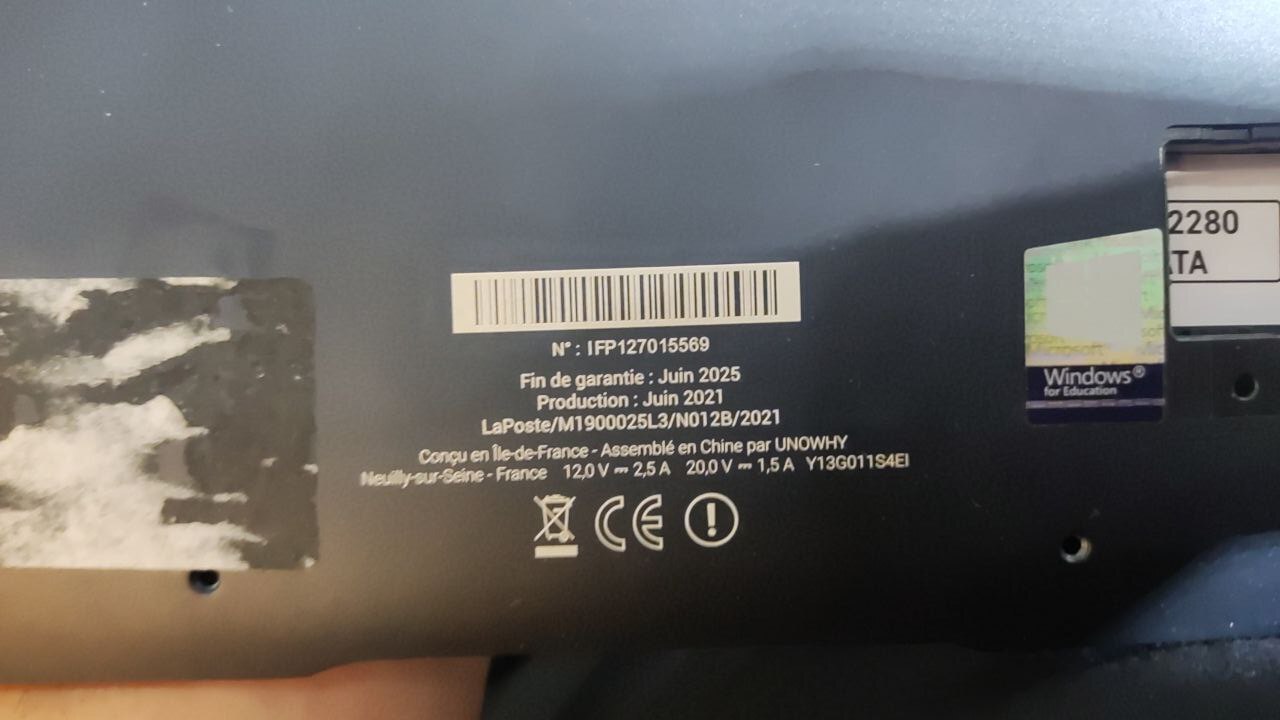 N° : IFP127015569
Fin de garantie : Juin 2025
Production : Juin 2021
LaPoste/M1900025L3/N012B/2021
Conçu en Île-de-France - Assemblé en Chine par UNOWHY
Neuilly-sur-Seine - France 12,0 V ⎓ 2,5 A 20,0 V ⎓ 1,5 A Y13G011S4EI
Windows®
for Education
2280
TA